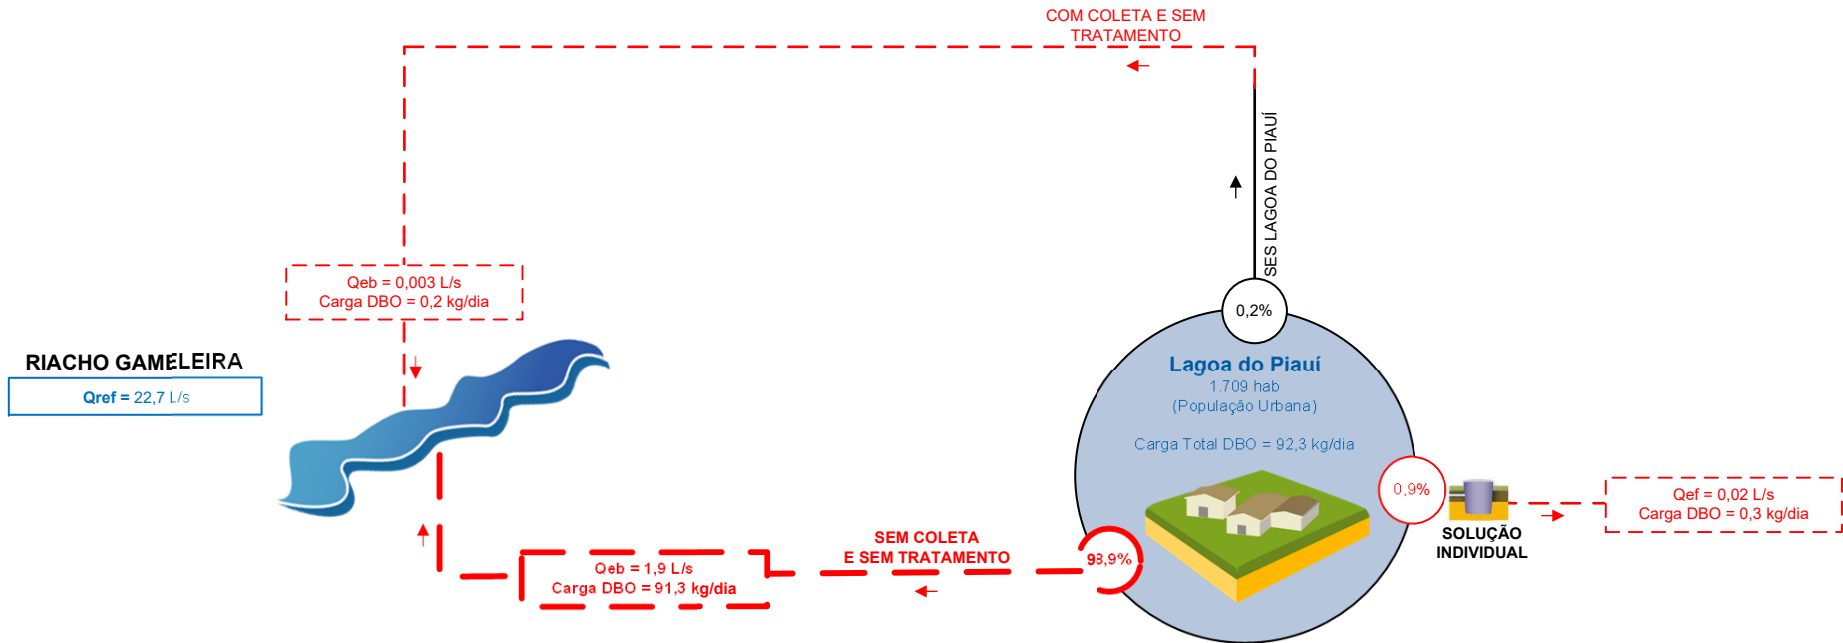 COM COLETA E SEM
TRATAMENTO
SES LAGOA DO PIAUÍ
Qeb = 0,003 L/s
Carga DBO = 0,2 kg/dia
0,2%
RIACHO GAMELEIRA
Qref = 22,7 L/s
Lagoa do Piauí
1.709 hab
(População Urbana)
Carga Total DBO = 92,3 kg/dia
0,9%
Qef = 0,02 L/s
Carga DBO = 0,3 kg/dia
SOLUÇÃO
INDIVIDUAL
SEM COLETA
E SEM TRATAMENTO
98,9%
Qeb = 1,9 L/s
Carga DBO = 91,3 kg/dia